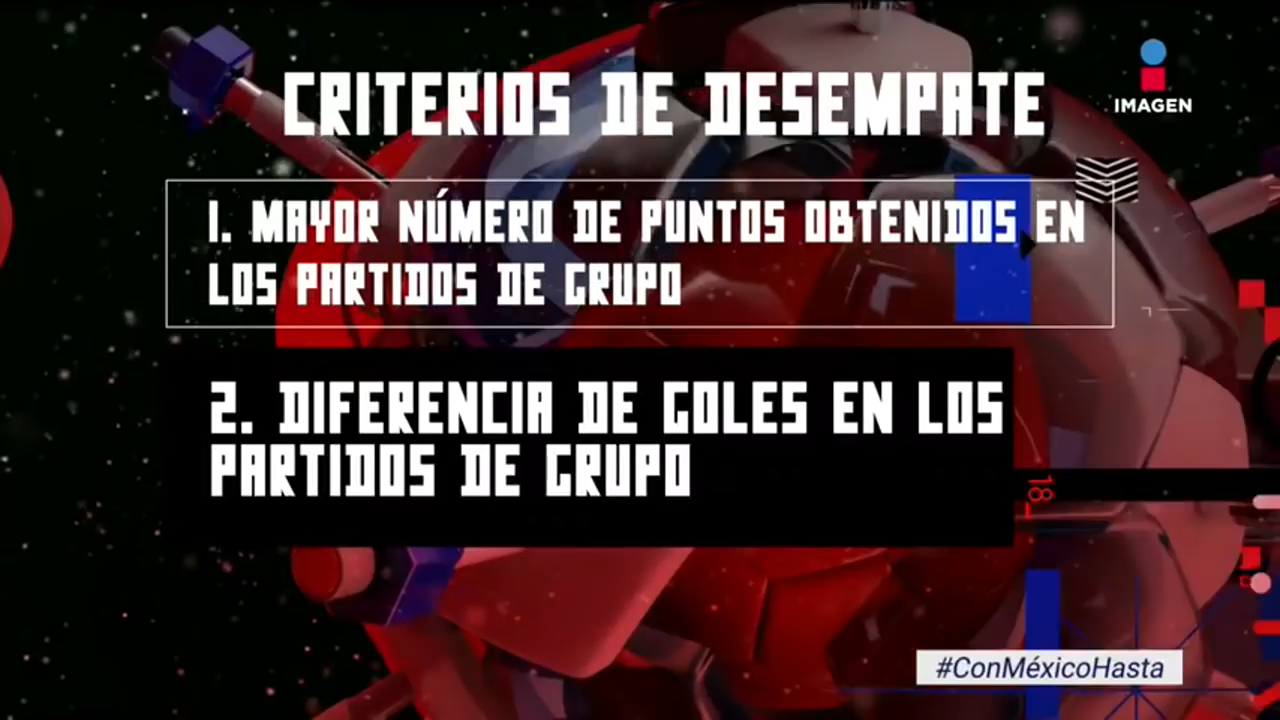 CRITERIOS DE DESEMPATE
IMAGEN
1. MAYOR NÚMERO DE PUNTOS OBTENIDOS EN
LOS PARTIDOS DE GRUPO
2. DIFERENCIA DE GOLES EN LOS
PARTIDOS DE GRUPO
18
#ConMéxicoHasta